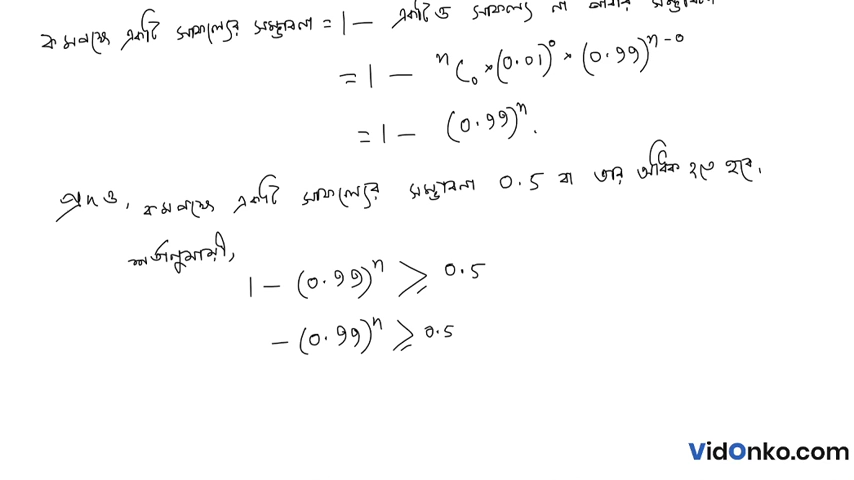 কমপক্ষে একটি সাফল্যের সম্ভাবনা = 1 - একটিও সাফল্য না পাবার সম্ভাবনা
= 1 - ⁿC₀ × (0.01)⁰ × (0.99)ⁿ⁻⁰
= 1 - (0.99)ⁿ.
প্রদত্ত, কমপক্ষে একটি সাফল্যের সম্ভাবনা 0.5 বা তার অধিক হতে হবে.
শর্তানুযায়ী,
1 - (0.99)ⁿ ≥ 0.5
- (0.99)ⁿ ≥ 0.5
VidOnko.com